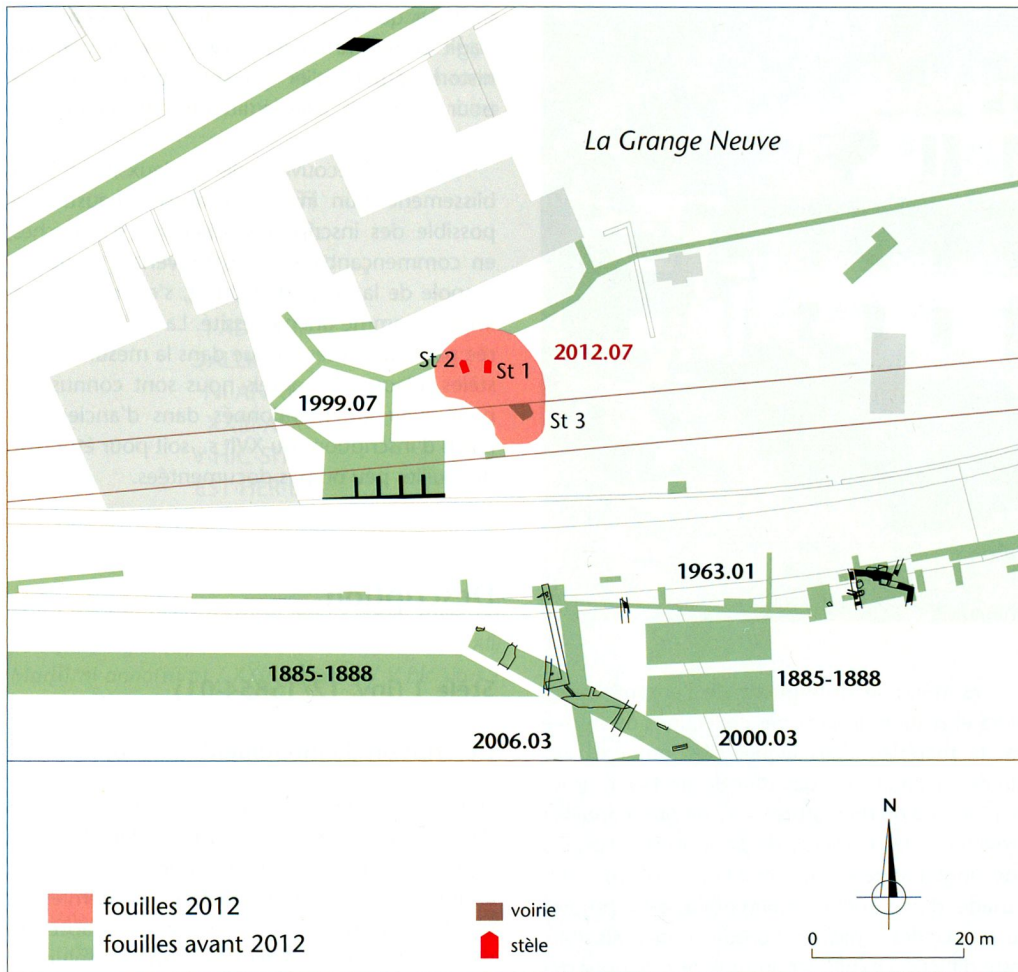 La Grange Neuve
2012.07
St 2
St 1
St 3
1999.07
1963.01
1885-1888
1885-1888
2006.03
2000.03
N
fouilles 2012
fouilles avant 2012
voirie
stèle
0
20 m